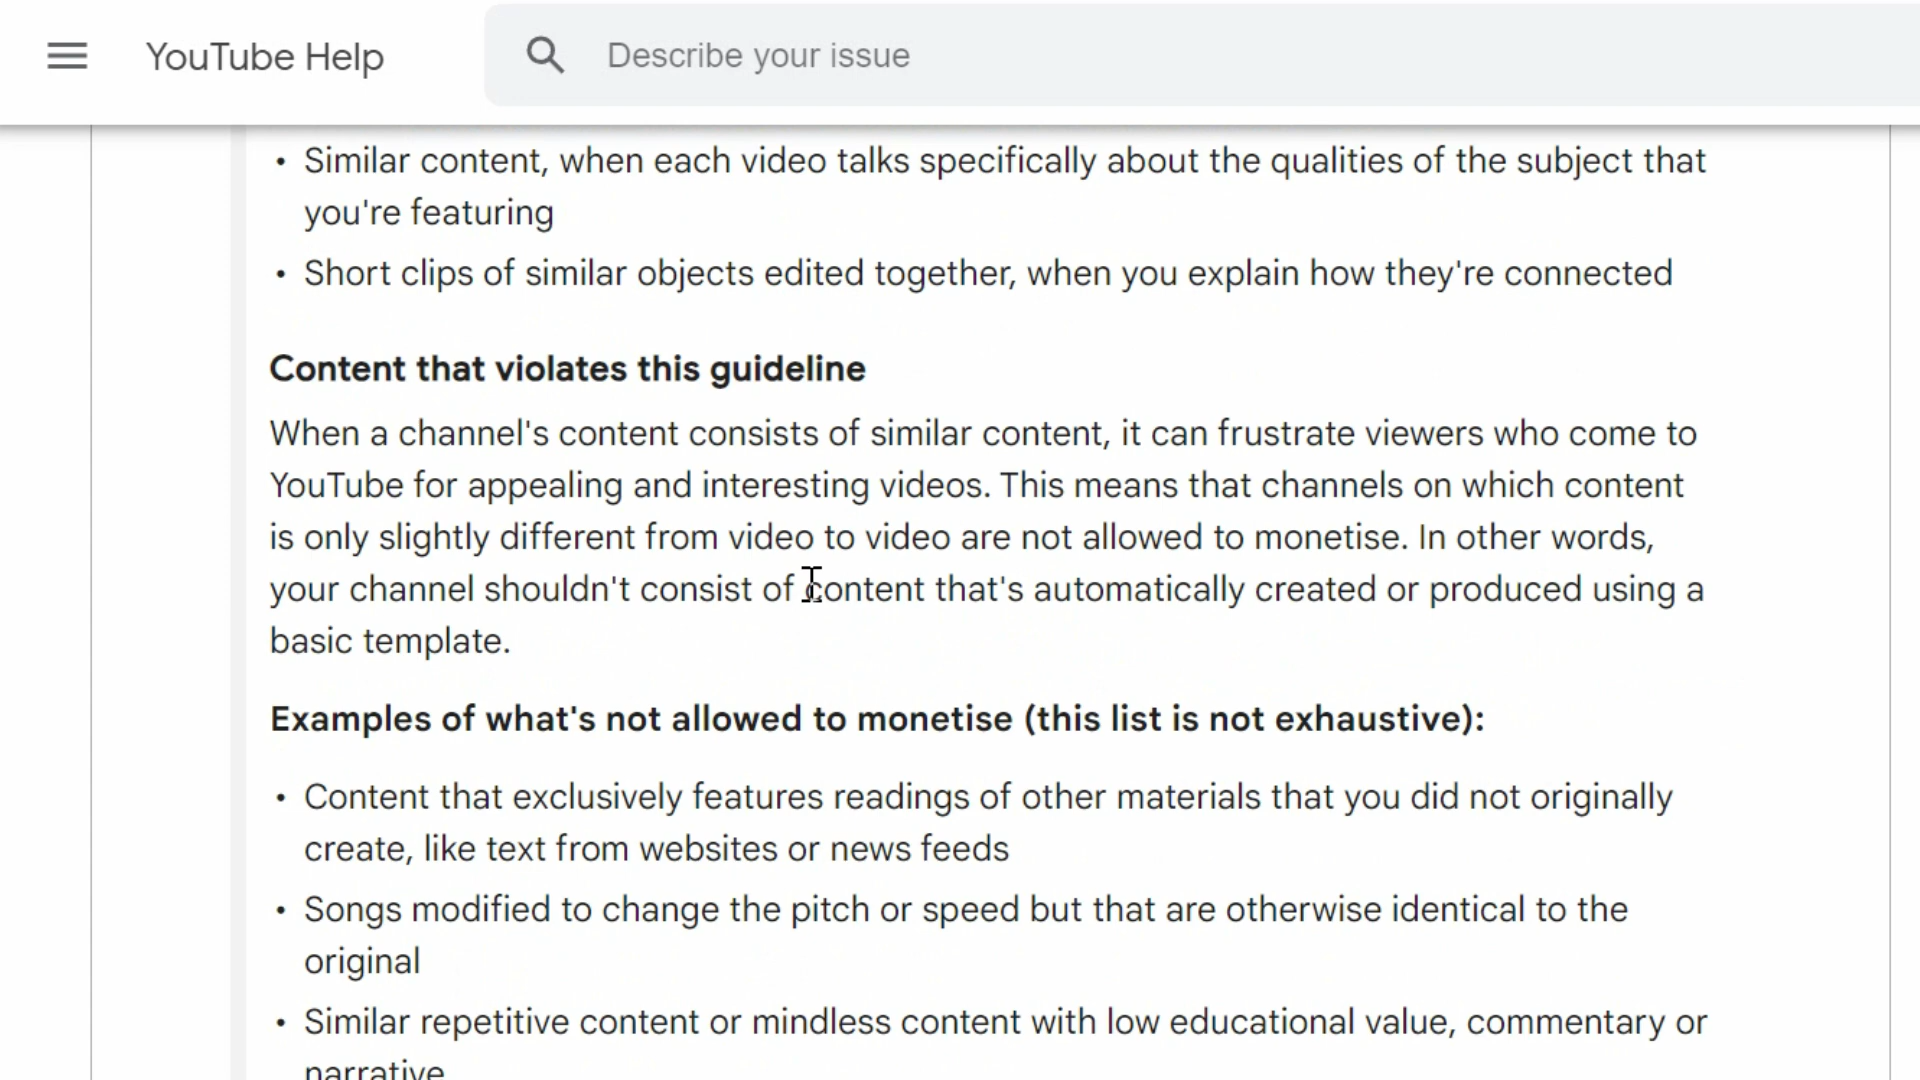 YouTube Help
Describe your issue
• Similar content, when each video talks specifically about the qualities of the subject that
you're featuring
• Short clips of similar objects edited together, when you explain how they're connected
Content that violates this guideline
When a channel's content consists of similar content, it can frustrate viewers who come to
YouTube for appealing and interesting videos. This means that channels on which content
is only slightly different from video to video are not allowed to monetise. In other words,
your channel shouldn't consist of content that's automatically created or produced using a
basic template.
Examples of what's not allowed to monetise (this list is not exhaustive):
• Content that exclusively features readings of other materials that you did not originally
create, like text from websites or news feeds
• Songs modified to change the pitch or speed but that are otherwise identical to the
original
• Similar repetitive content or mindless content with low educational value, commentary or
narrative